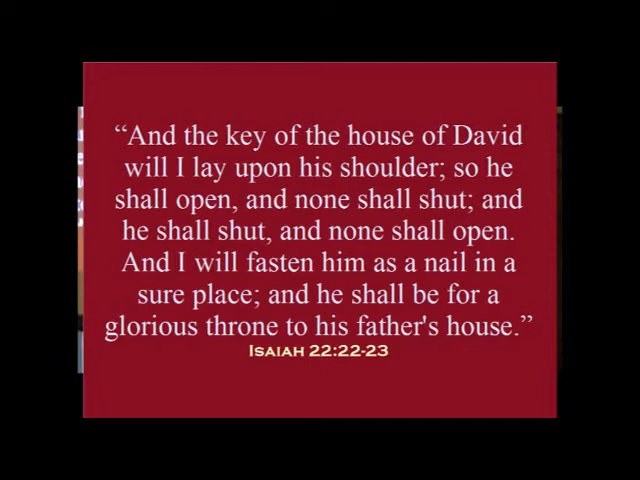 “And the key of the house of David
will I lay upon his shoulder; so he
shall open, and none shall shut; and
he shall shut, and none shall open.
And I will fasten him as a nail in a
sure place; and he shall be for a
glorious throne to his father's house.”
Isaiah 22:22-23